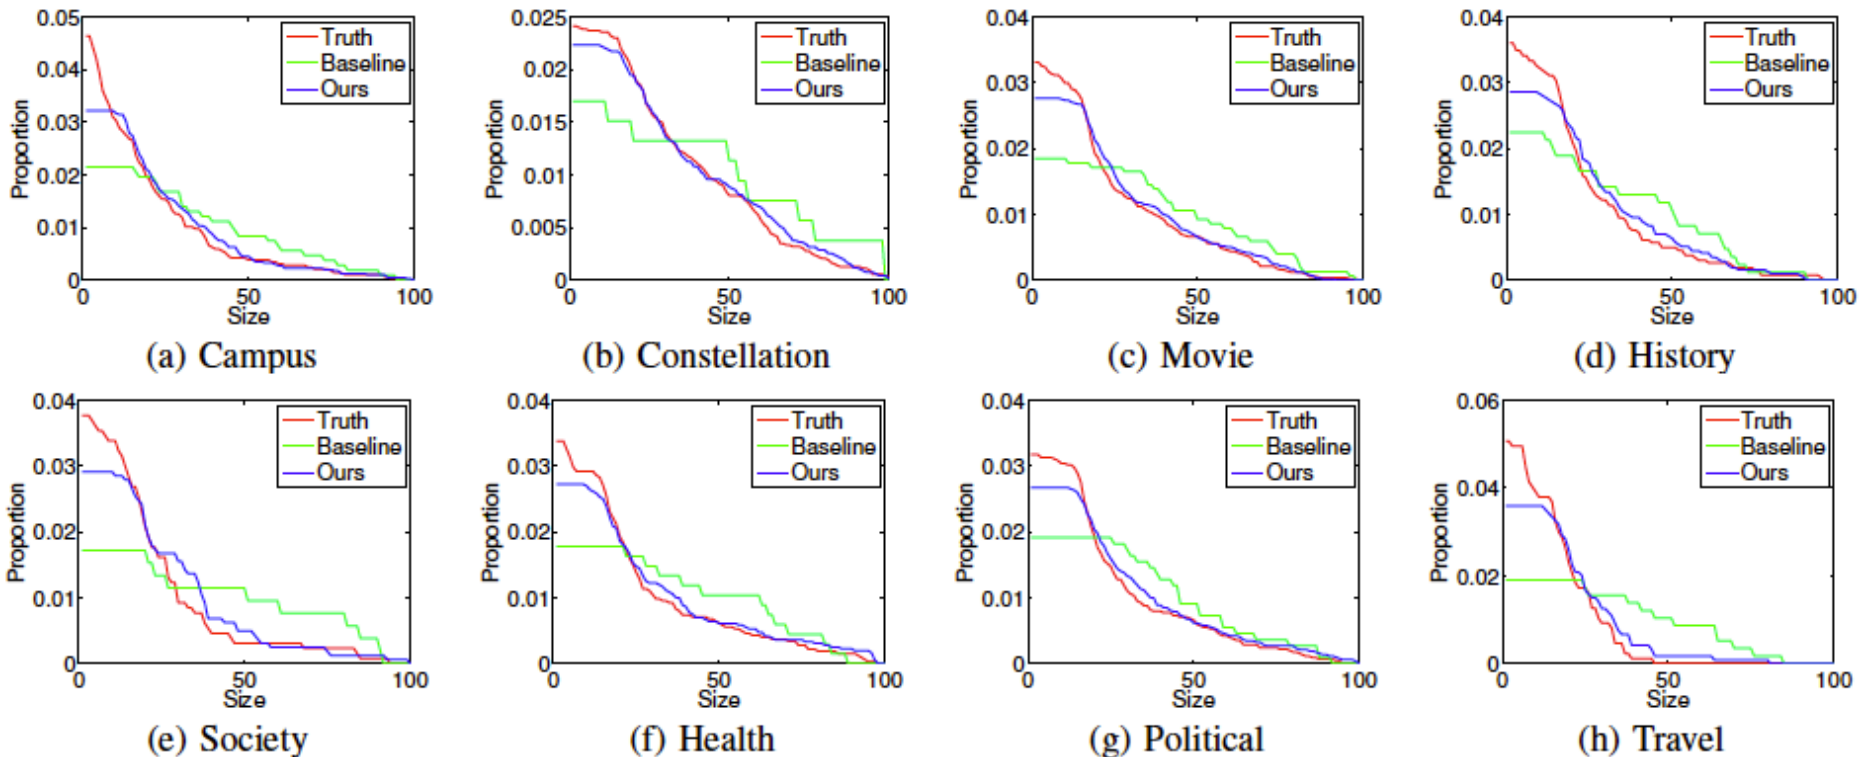 0.05
0.04
0.03
0.02
0.01
0
Proportion
Truth
Baseline
Ours
0
50
100
Size
(a) Campus
0.025
0.02
0.015
0.01
0.005
0
Proportion
Truth
Baseline
Ours
0
50
100
Size
(b) Constellation
0.04
0.03
0.02
0.01
0
Proportion
Truth
Baseline
Ours
0
50
100
Size
(c) Movie
0.04
0.03
0.02
0.01
0
Proportion
Truth
Baseline
Ours
0
50
100
Size
(d) History
0.04
0.03
0.02
0.01
0
Proportion
Truth
Baseline
Ours
0
50
100
Size
(e) Society
0.04
0.03
0.02
0.01
0
Proportion
Truth
Baseline
Ours
0
50
100
Size
(f) Health
0.04
0.03
0.02
0.01
0
Proportion
Truth
Baseline
Ours
0
50
100
Size
(g) Political
0.06
0.04
0.02
0
Proportion
Truth
Baseline
Ours
0
50
100
Size
(h) Travel